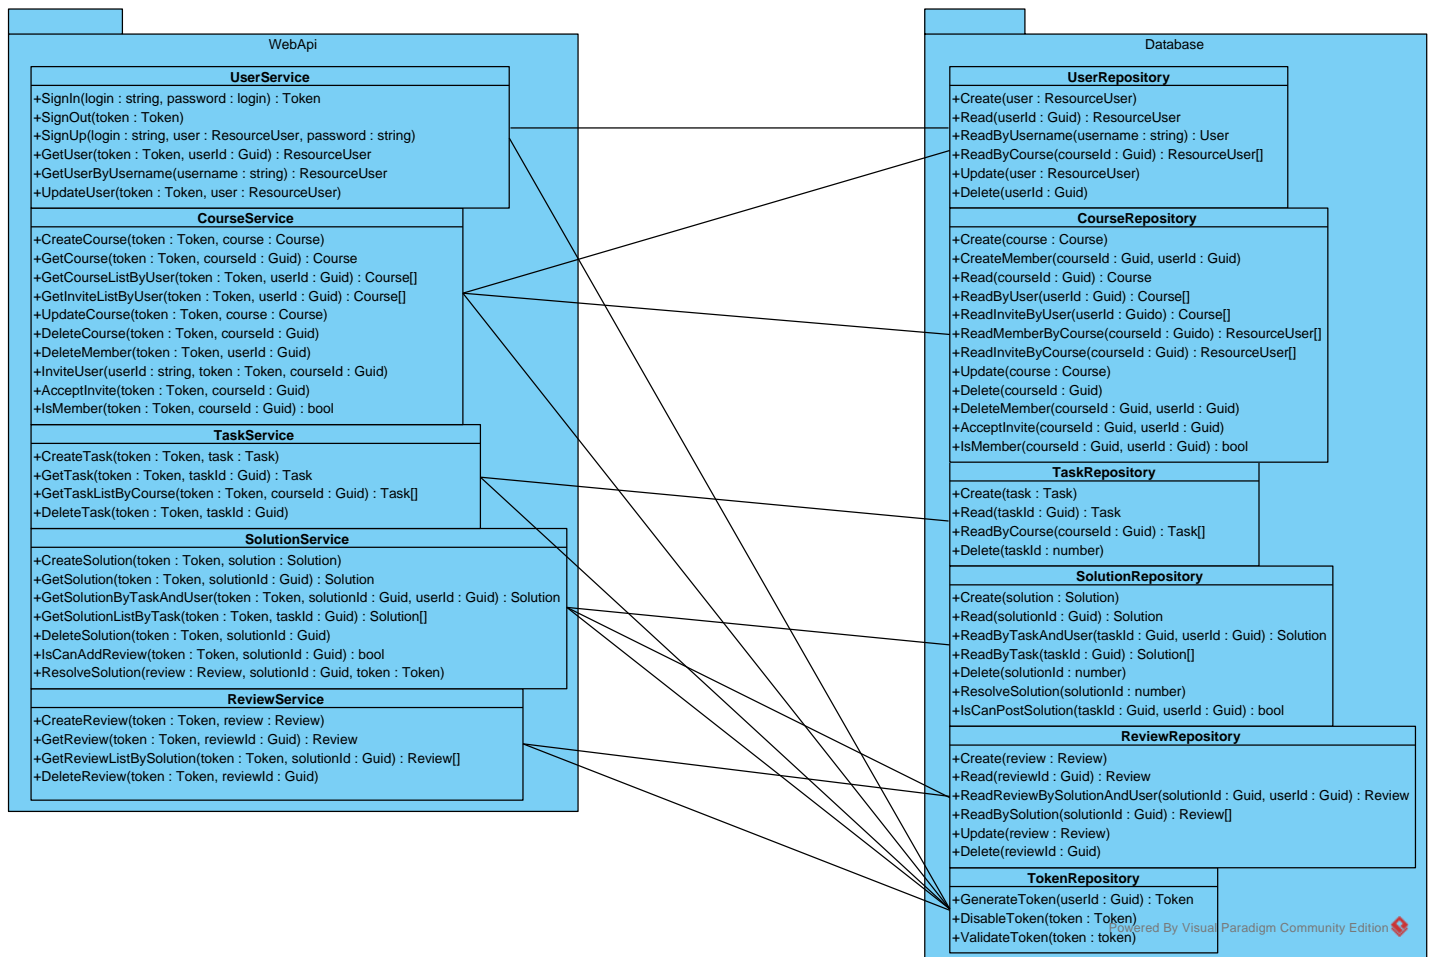 WebApi
UserService
+SignIn(login : string, password : login) : Token
+SignOut(token : Token)
+SignUp(login : string, user : ResourceUser, password : string)
+GetUser(token : Token, userId : Guid) : ResourceUser
+GetUserByUsername(username : string) : ResourceUser
+UpdateUser(token : Token, user : ResourceUser)
CourseService
+CreateCourse(token : Token, course : Course)
+GetCourse(token : Token, courseId : Guid) : Course
+GetCourseListByUser(token : Token, userId : Guid) : Course[]
+GetInviteListByUser(token : Token, userId : Guid) : Course[]
+UpdateCourse(token : Token, course : Course)
+DeleteCourse(token : Token, courseId : Guid)
+DeleteMember(token : Token, userId : Guid)
+InviteUser(userId : string, token : Token, courseId : Guid)
+AcceptInvite(token : Token, courseId : Guid)
+IsMember(token : Token, courseId : Guid) : bool
TaskService
+CreateTask(token : Token, task : Task)
+GetTask(token : Token, taskId : Guid) : Task
+GetTaskListByCourse(token : Token, courseId : Guid) : Task[]
+DeleteTask(token : Token, taskId : Guid)
SolutionService
+CreateSolution(token : Token, solution : Solution)
+GetSolution(token : Token, solutionId : Guid) : Solution
+GetSolutionByTaskAndUser(token : Token, solutionId : Guid, userId : Guid) : Solution
+GetSolutionListByTask(token : Token, taskId : Guid) : Solution[]
+DeleteSolution(token : Token, solutionId : Guid)
+IsCanAddReview(token : Token, solutionId : Guid) : bool
+ResolveSolution(review : Review, solutionId : Guid, token : Token)
ReviewService
+CreateReview(token : Token, review : Review)
+GetReview(token : Token, reviewId : Guid) : Review
+GetReviewListBySolution(token : Token, solutionId : Guid) : Review[]
+DeleteReview(token : Token, reviewId : Guid)
Database
UserRepository
+Create(user : ResourceUser)
+Read(userId : Guid) : ResourceUser
+ReadByUsername(username : string) : User
+ReadByCourse(courseId : Guid) : ResourceUser[]
+Update(user : ResourceUser)
+Delete(userId : Guid)
CourseRepository
+Create(course : Course)
+CreateMember(courseId : Guid, userId : Guid)
+Read(courseId : Guid) : Course
+ReadByUser(userId : Guid) : Course[]
+ReadInviteByUser(userId : Guido) : Course[]
+ReadMemberByCourse(courseId : Guido) : ResourceUser[]
+ReadInviteByCourse(courseId : Guid) : ResourceUser[]
+Update(course : Course)
+Delete(courseId : Guid)
+DeleteMember(courseId : Guid, userId : Guid)
+AcceptInvite(courseId : Guid, userId : Guid)
+IsMember(courseId : Guid, userId : Guid) : bool
TaskRepository
+Create(task : Task)
+Read(taskId : Guid) : Task
+ReadByCourse(courseId : Guid) : Task[]
+Delete(taskId : number)
SolutionRepository
+Create(solution : Solution)
+Read(solutionId : Guid) : Solution
+ReadByTaskAndUser(taskId : Guid, userId : Guid) : Solution
+ReadByTask(taskId : Guid) : Solution[]
+Delete(solutionId : number)
+ResolveSolution(solutionId : number)
+IsCanPostSolution(taskId : Guid, userId : Guid) : bool
ReviewRepository
+Create(review : Review)
+Read(reviewId : Guid) : Review
+ReadReviewBySolutionAndUser(solutionId : Guid, userId : Guid) : Review
+ReadBySolution(solutionId : Guid) : Review[]
+Update(review : Review)
+Delete(reviewId : Guid)
TokenRepository
+GenerateToken(userId : Guid) : Token
+DisableToken(token : Token)
+ValidateToken(token : token)
Powered By Visual Paradigm Community Edition